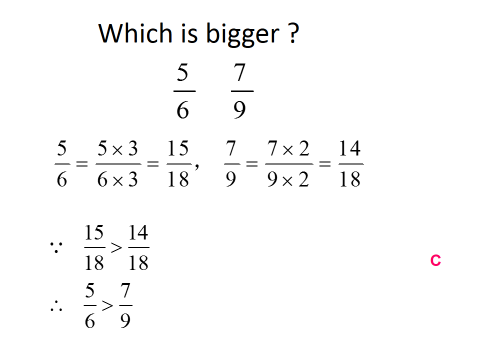 Which is bigger ?
5/6 7/9
5/6 = 5 × 3/6 × 3 = 15/18, 7/9 = 7 × 2/9 × 2 = 14/18
∵ 15/18 > 14/18
C
∴ 5/6 > 7/9